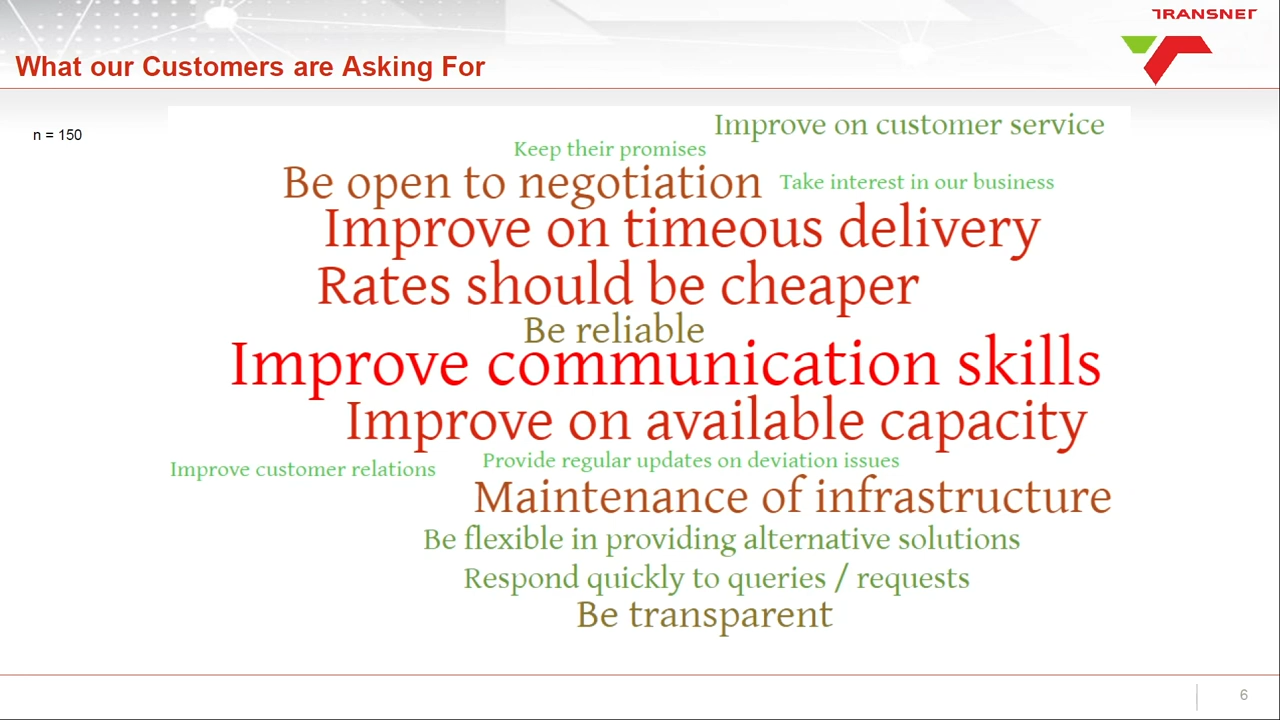 TRANSNET
What our Customers are Asking For
n = 150
Improve on customer service
Keep their promises
Be open to negotiation
Take interest in our business
Improve on timeous delivery
Rates should be cheaper
Be reliable
Improve communication skills
Improve on available capacity
Improve customer relations
Provide regular updates on deviation issues
Maintenance of infrastructure
Be flexible in providing alternative solutions
Respond quickly to queries / requests
Be transparent
6